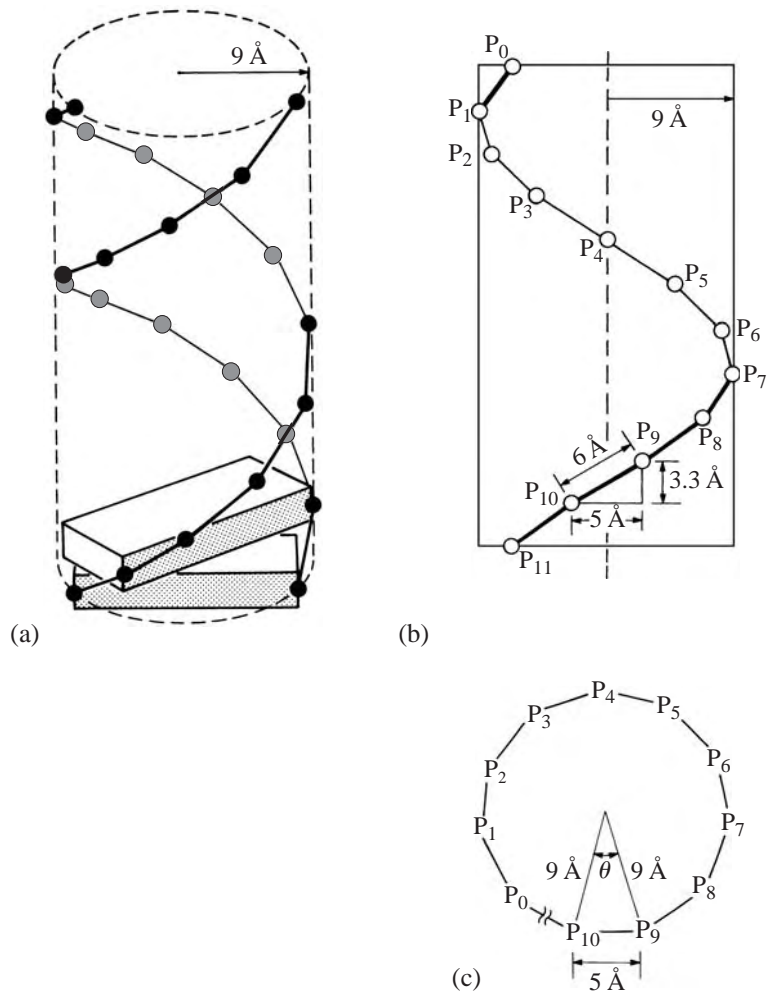 9 Å
(a)
P₀
P₁
9 Å
P₂
P₃
P₄
P₅
P₆
P₇
P₈
P₉
6 Å
P₁₀
3.3 Å
5 Å
P₁₁
(b)
P₄
P₃
P₅
P₂
P₆
P₁
P₇
9 Å
θ
9 Å
P₀
P₈
P₁₀
P₉
5 Å
(c)